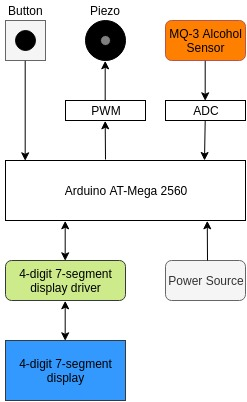 Button
Piezo
MQ-3 Alcohol
Sensor
PWM
ADC
Arduino AT-Mega 2560
4-digit 7-segment
display driver
Power Source
4-digit 7-segment
display